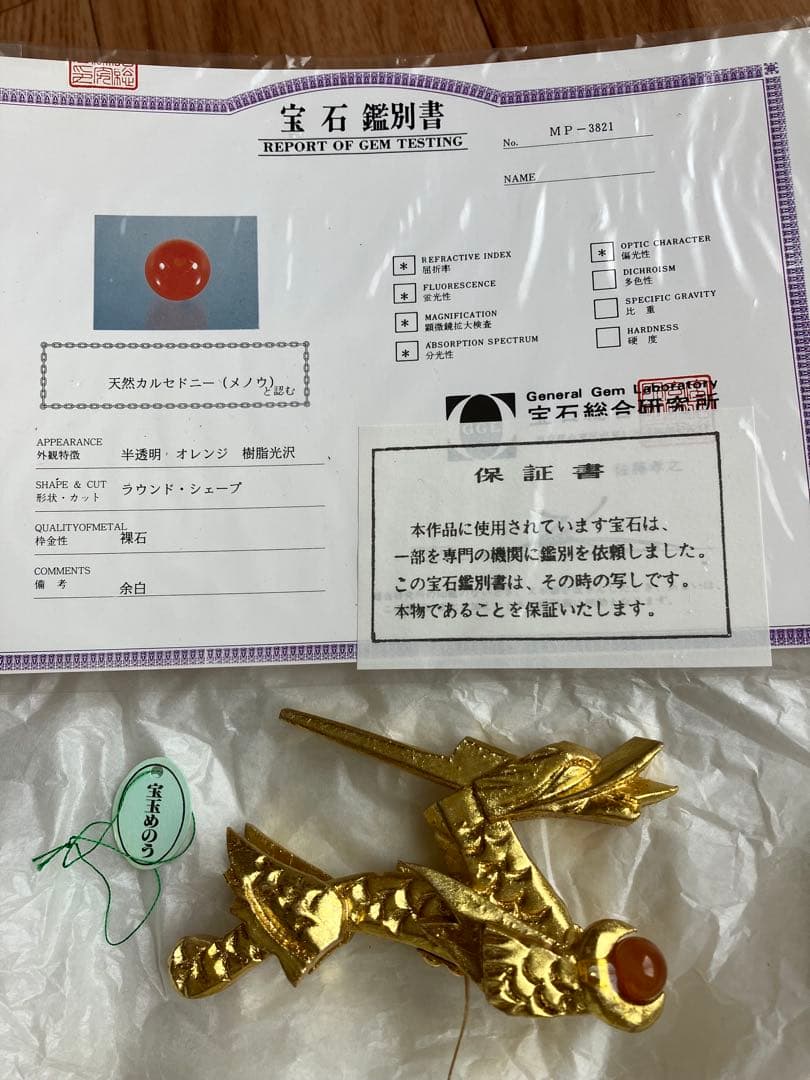 宝石鑑別書
REPORT OF GEM TESTING
No. MP-3821
NAME
* REFRACTIVE INDEX
屈折率
* FLUORESCENCE
蛍光性
* MAGNIFICATION
顕微鏡拡大検査
* ABSORPTION SPECTRUM
分光性
* OPTIC CHARACTER
偏光性
DICHROISM
多色性
SPECIFIC GRAVITY
比重
HARDNESS
硬度
天然カルセドニー (メノウ)
と認む
General Gem Laboratory
宝石総合研究所
GGL
APPEARANCE
外観特徴 半透明 オレンジ 樹脂光沢
SHAPE & CUT
形状・カット ラウンド・シェープ
QUALITYOFMETAL
枠金性 裸石
COMMENTS
備考 余白
保証書
本作品に使用されています宝石は、
一部を専門の機関に鑑別を依頼しました。
この宝石鑑別書は、その時の写しです。
本物であることを保証いたします。
宝玉めのう